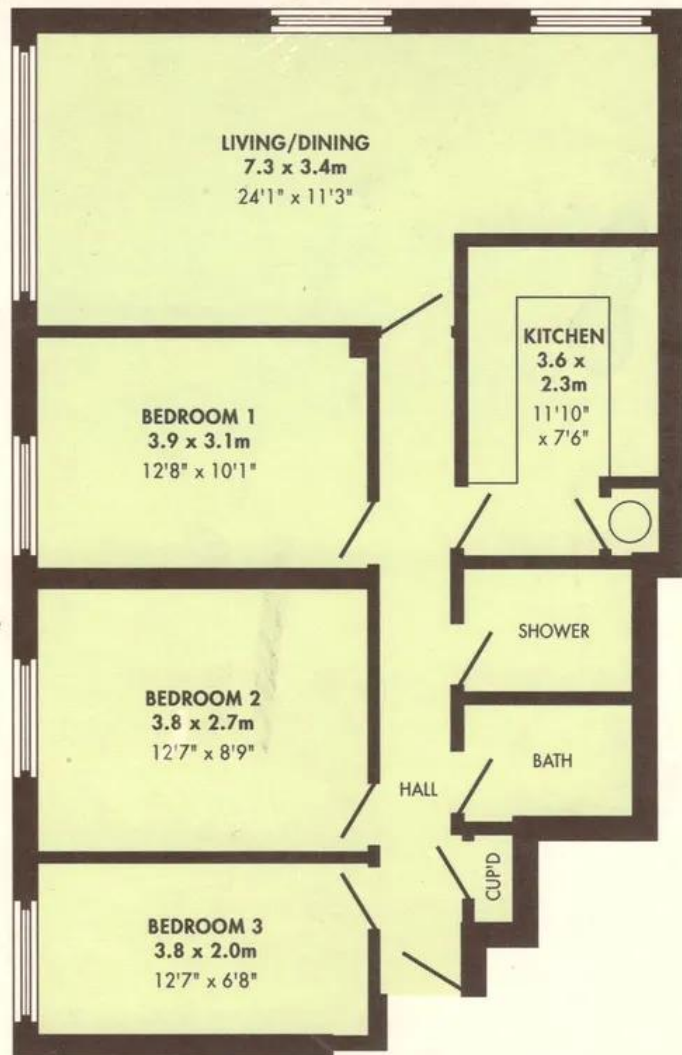 LIVING/DINING
7.3 x 3.4m
24'1" x 11'3"
KITCHEN
3.6 x
2.3m
11'10"
x 7'6"
BEDROOM 1
3.9 x 3.1m
12'8" x 10'1"
SHOWER
BEDROOM 2
3.8 x 2.7m
12'7" x 8'9"
BATH
HALL
CUP'D
BEDROOM 3
3.8 x 2.0m
12'7" x 6'8"